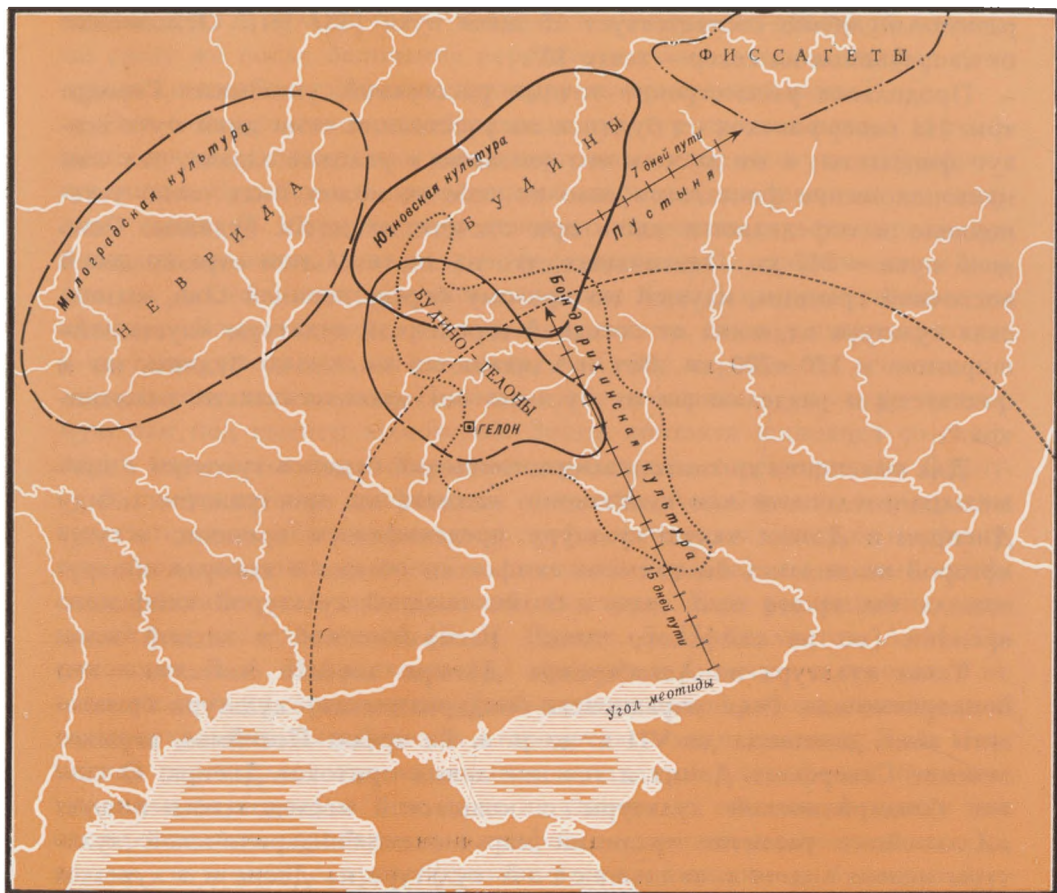 ФИССАГЕТЫ
Милоградская культура
НЕВРИДА
Юхновская культура
БУДИНЫ
7 дней пути
Пустыня
БУДИНО-ГЕЛОНЫ
ГЕЛОН
Бондарихинская культура
15 дней пути
Угол меотиды